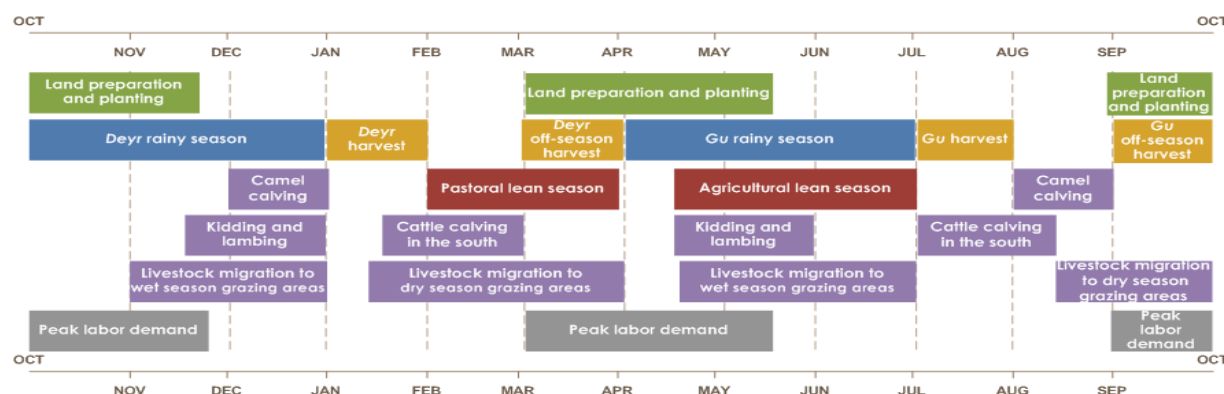 OCT
OCT
NOV
DEC
JAN
FEB
MAR
APR
MAY
JUN
JUL
AUG
SEP
Land preparation
and planting
Land preparation and planting
Land
preparation
and planting
Deyr rainy season
Deyr
harvest
Deyr
off-season
harvest
Gu rainy season
Gu harvest
Gu
off-season
harvest
Camel
calving
Pastoral lean season
Agricultural lean season
Camel
calving
Kidding and
lambing
Cattle calving
in the south
Kidding and
lambing
Cattle calving
in the south
Livestock migration to
wet season grazing areas
Livestock migration to
dry season grazing areas
Livestock migration to
wet season grazing areas
Livestock migration
to dry season
grazing areas
Peak labor demand
Peak labor demand
Peak
labor
demand
OCT
OCT
NOV
DEC
JAN
FEB
MAR
APR
MAY
JUN
JUL
AUG
SEP